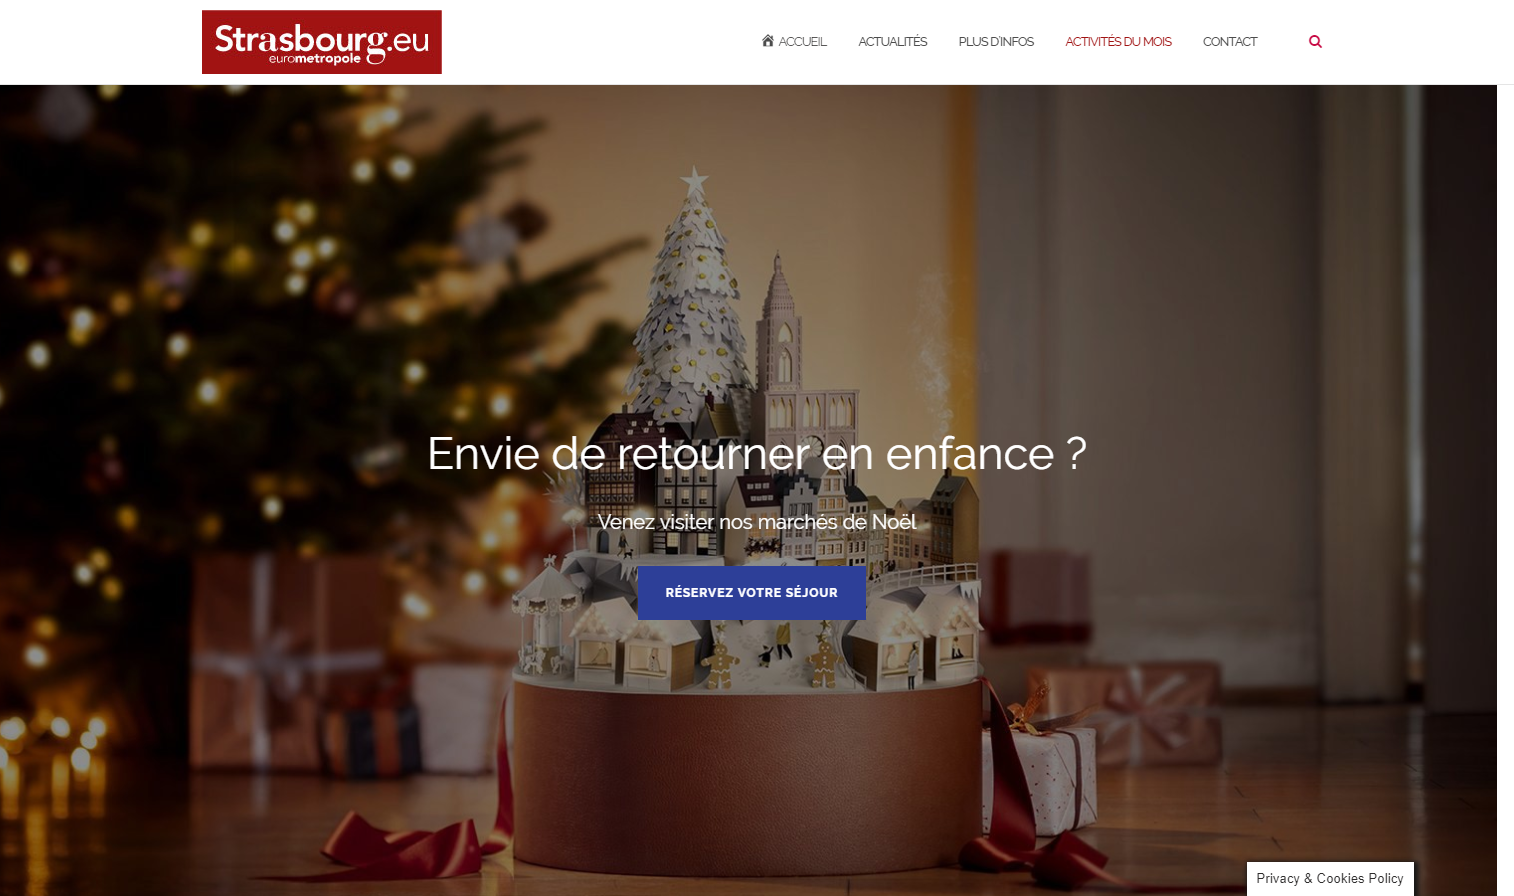 Strasbourg.eu
eurometropole
ACCUEIL
ACTUALITÉS
PLUS D'INFOS
ACTIVITÉS DU MOIS
CONTACT
Envie de retourner en enfance ?
Venez visiter nos marchés de Noël
RÉSERVEZ VOTRE SÉJOUR
Privacy & Cookies Policy